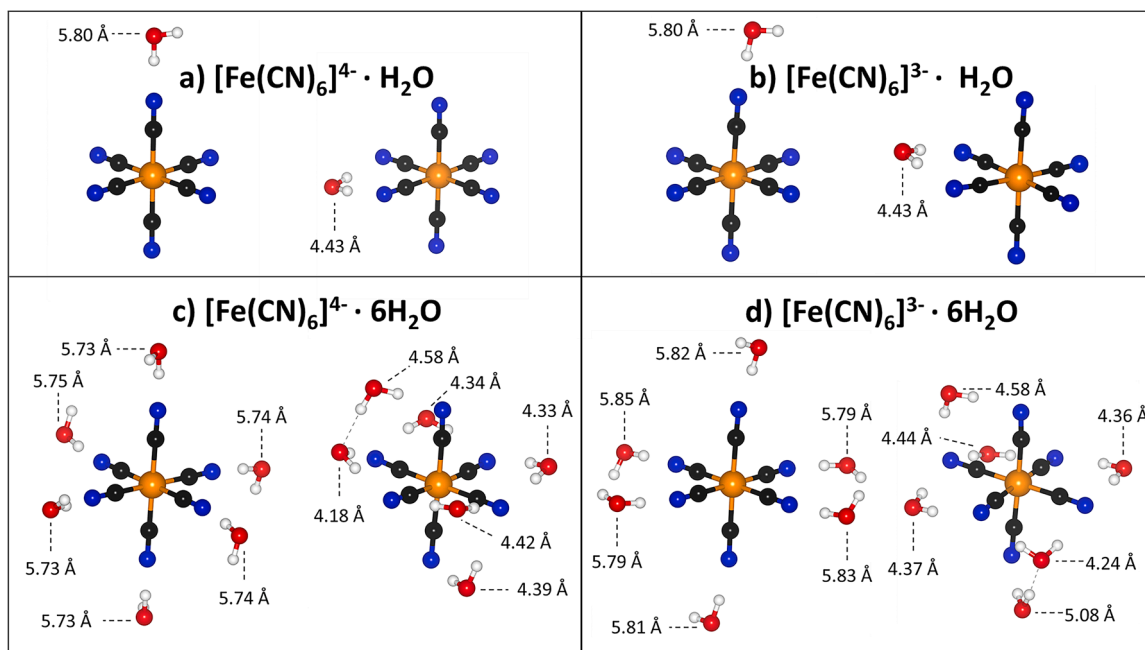 5.80 Å
a) [Fe(CN)₆]⁴⁻ · H₂O
4.43 Å
5.80 Å
b) [Fe(CN)₆]³⁻ · H₂O
4.43 Å
c) [Fe(CN)₆]⁴⁻ · 6H₂O
5.73 Å
5.75 Å
5.74 Å
5.73 Å
5.74 Å
5.73 Å
4.58 Å
4.34 Å
4.33 Å
4.18 Å
4.42 Å
4.39 Å
d) [Fe(CN)₆]³⁻ · 6H₂O
5.82 Å
5.85 Å
5.79 Å
5.79 Å
5.83 Å
5.81 Å
4.58 Å
4.44 Å
4.36 Å
4.37 Å
4.24 Å
5.08 Å